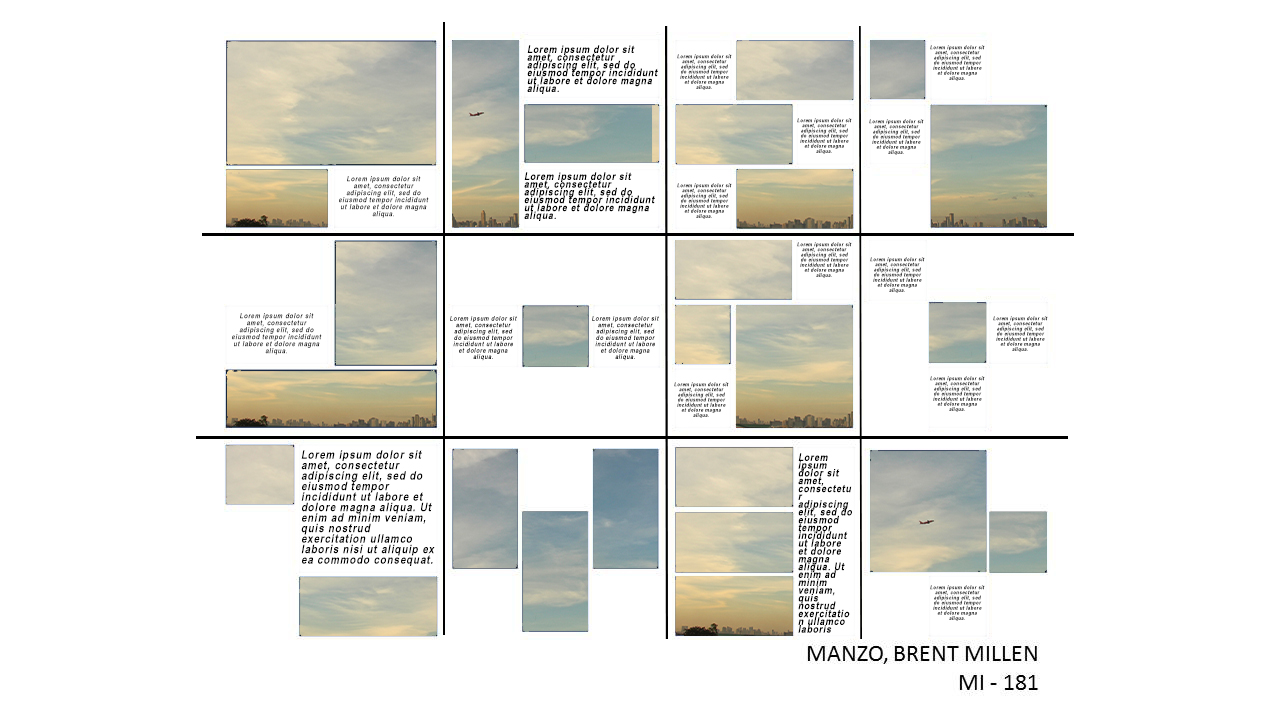 Lorem ipsum dolor sit
amet, consectetur
adipiscing elit, sed do
eiusmod tempor incididunt
ut labore et dolore magna
aliqua.
Lorem ipsum dolor sit
amet, consectetur
adipiscing elit, sed do
eiusmod tempor incididunt
ut labore et dolore magna
aliqua.
Lorem ipsum dolor sit
amet, consectetur
adipiscing elit, sed do
eiusmod tempor incididunt
ut labore et dolore magna
aliqua.
Lorem ipsum dolor sit
amet, consectetur
adipiscing elit, sed
do eiusmod tempor
incididunt ut labore
et dolore magna
aliqua.
Lorem ipsum dolor sit
amet, consectetur
adipiscing elit, sed
do eiusmod tempor
incididunt ut labore
et dolore magna
aliqua.
Lorem ipsum dolor sit
amet, consectetur
adipiscing elit, sed
do eiusmod tempor
incididunt ut labore
et dolore magna
aliqua.
Lorem ipsum dolor sit
amet, consectetur
adipiscing elit, sed
do eiusmod tempor
incididunt ut labore
et dolore magna
aliqua.
Lorem ipsum dolor sit
amet, consectetur
adipiscing elit, sed
do eiusmod tempor
incididunt ut labore
et dolore magna
aliqua.
Lorem ipsum dolor sit
amet, consectetur
adipiscing elit, sed do
eiusmod tempor incididunt
ut labore et dolore magna
aliqua.
Lorem ipsum dolor sit
amet, consectetur
adipiscing elit, sed
do eiusmod tempor
incididunt ut labore
et dolore magna
aliqua.
Lorem ipsum dolor sit
amet, consectetur
adipiscing elit, sed
do eiusmod tempor
incididunt ut labore
et dolore magna
aliqua.
Lorem ipsum dolor sit
amet, consectetur
adipiscing elit, sed
do eiusmod tempor
incididunt ut labore
et dolore magna
aliqua.
Lorem ipsum dolor sit
amet, consectetur
adipiscing elit, sed
do eiusmod tempor
incididunt ut labore
et dolore magna
aliqua.
Lorem ipsum dolor sit
amet, consectetur
adipiscing elit, sed
do eiusmod tempor
incididunt ut labore
et dolore magna
aliqua.
Lorem ipsum dolor sit
amet, consectetur
adipiscing elit, sed
do eiusmod tempor
incididunt ut labore
et dolore magna
aliqua.
Lorem ipsum dolor sit
amet, consectetur
adipiscing elit, sed
do eiusmod tempor
incididunt ut labore
et dolore magna
aliqua.
Lorem ipsum dolor sit
amet, consectetur
adipiscing elit, sed do
eiusmod tempor
incididunt ut labore et
dolore magna aliqua. Ut
enim ad minim veniam,
quis nostrud
exercitation ullamco
laboris nisi ut aliquip ex
ea commodo consequat.
Lorem
ipsum
dolor sit
amet,
consectetu
r
adipiscing
elit, sed do
eiusmod
tempor
incididunt
ut labore
et dolore
magna
aliqua. Ut
enim ad
minim
veniam,
quis
nostrud
exercitatio
n ullamco
laboris
Lorem ipsum dolor sit
amet, consectetur
adipiscing elit, sed
do eiusmod tempor
incididunt ut labore
et dolore magna
aliqua.
MANZO, BRENT MILLEN
MI - 181